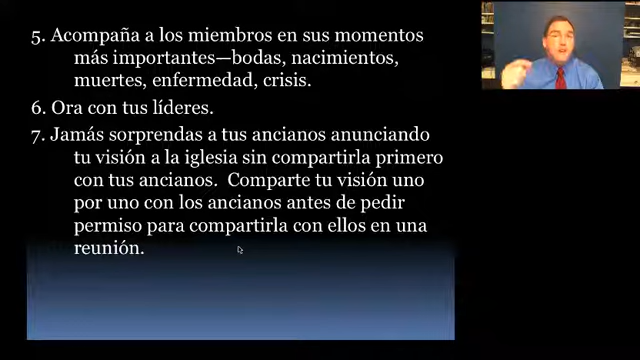 5. Acompaña a los miembros en sus momentos
más importantes—bodas, nacimientos,
muertes, enfermedad, crisis.
6. Ora con tus líderes.
7. Jamás sorprendas a tus ancianos anunciando
tu visión a la iglesia sin compartirla primero
con tus ancianos.  Comparte tu visión uno
por uno con los ancianos antes de pedir
permiso para compartirla con ellos en una
reunión.